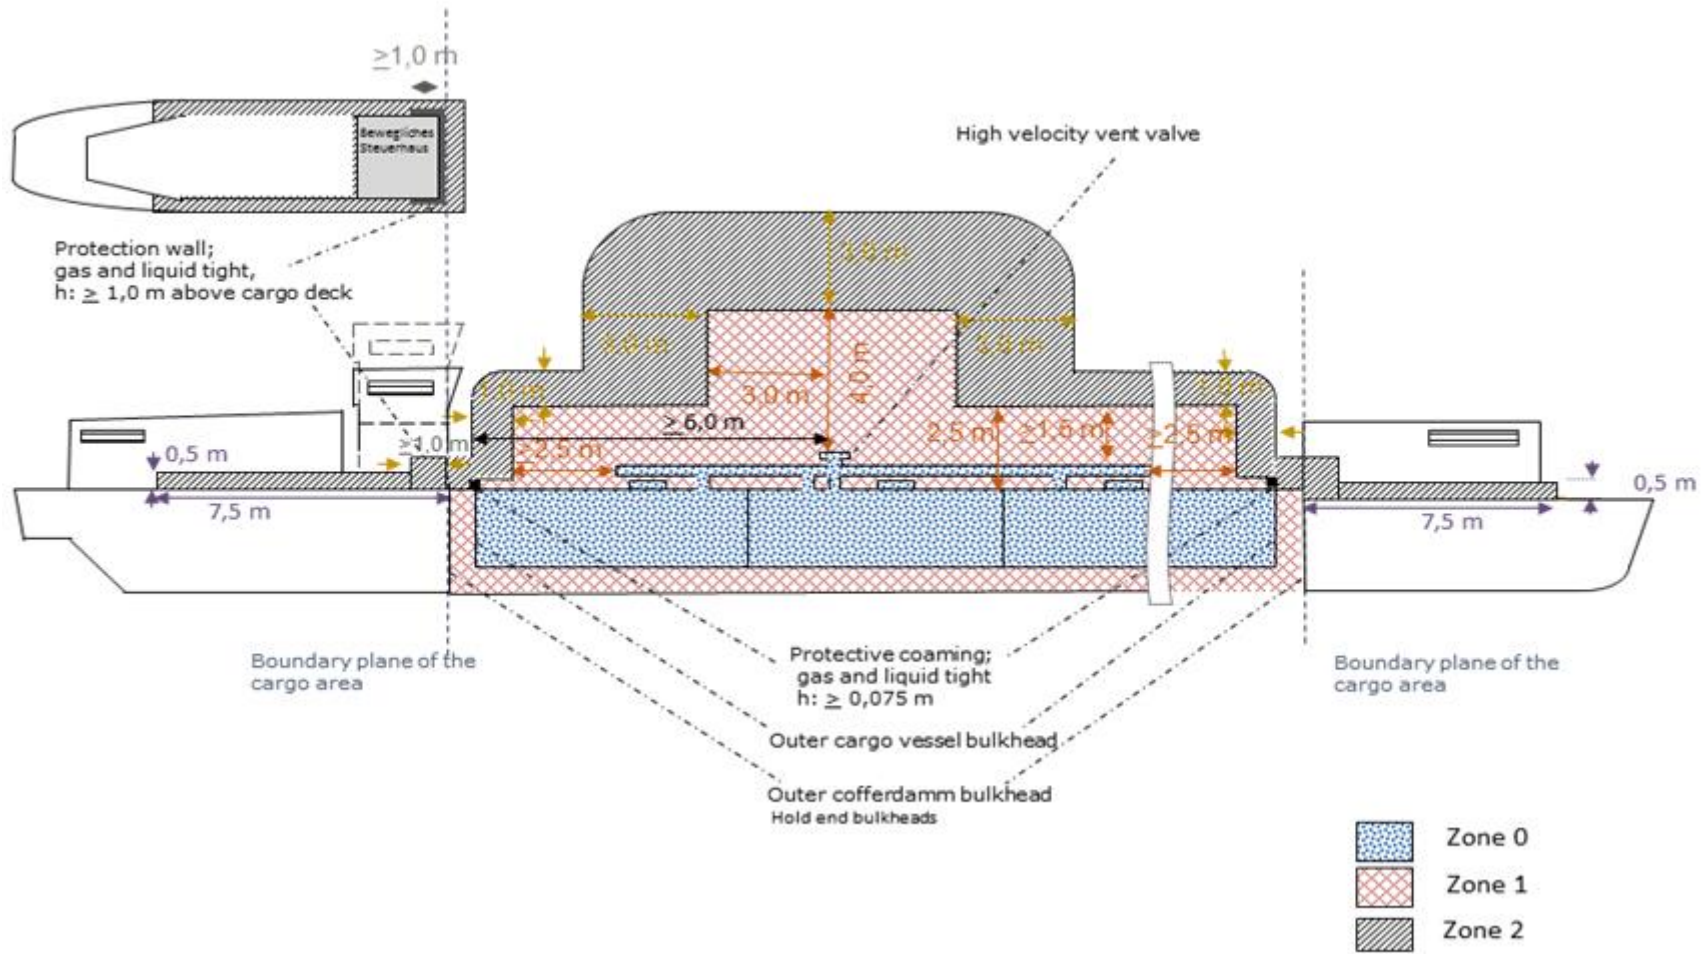 ≥1,0 m
Bewegliches
Steuerhaus
High velocity vent valve
Protection wall;
gas and liquid tight,
h: ≥ 1,0 m above cargo deck
3.0 m
3.0 m
3.0 m
4,0 m
3.0 m
1.0 m
1.0 m
≥6,0 m
≥1.0 m
2,5 m
≥1,5 m
≥2.5 m
≥2,5 m
0,5 m
7,5 m
0,5 m
7,5 m
Boundary plane of the
cargo area
Protective coaming;
gas and liquid tight
h: ≥ 0,075 m
Boundary plane of the
cargo area
Outer cargo vessel bulkhead
Outer cofferdamm bulkhead
Hold end bulkheads
Zone 0
Zone 1
Zone 2